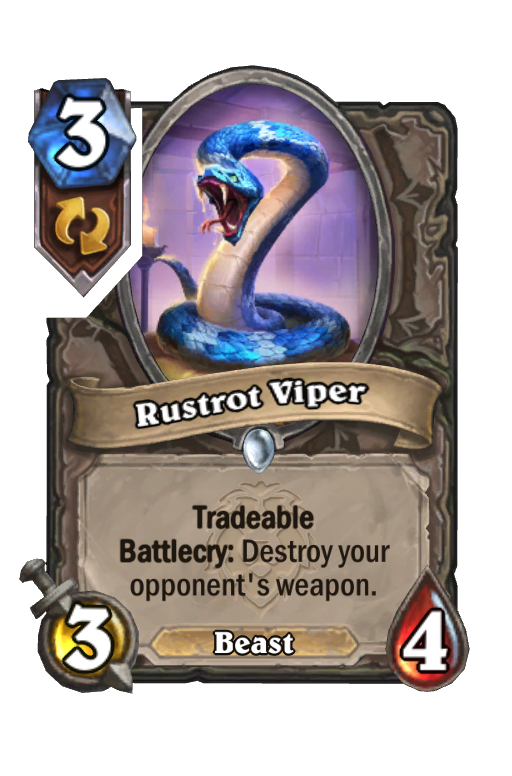 3
Rustrot Viper
Tradeable
Battlecry: Destroy your
opponent's weapon.
3
Beast
4